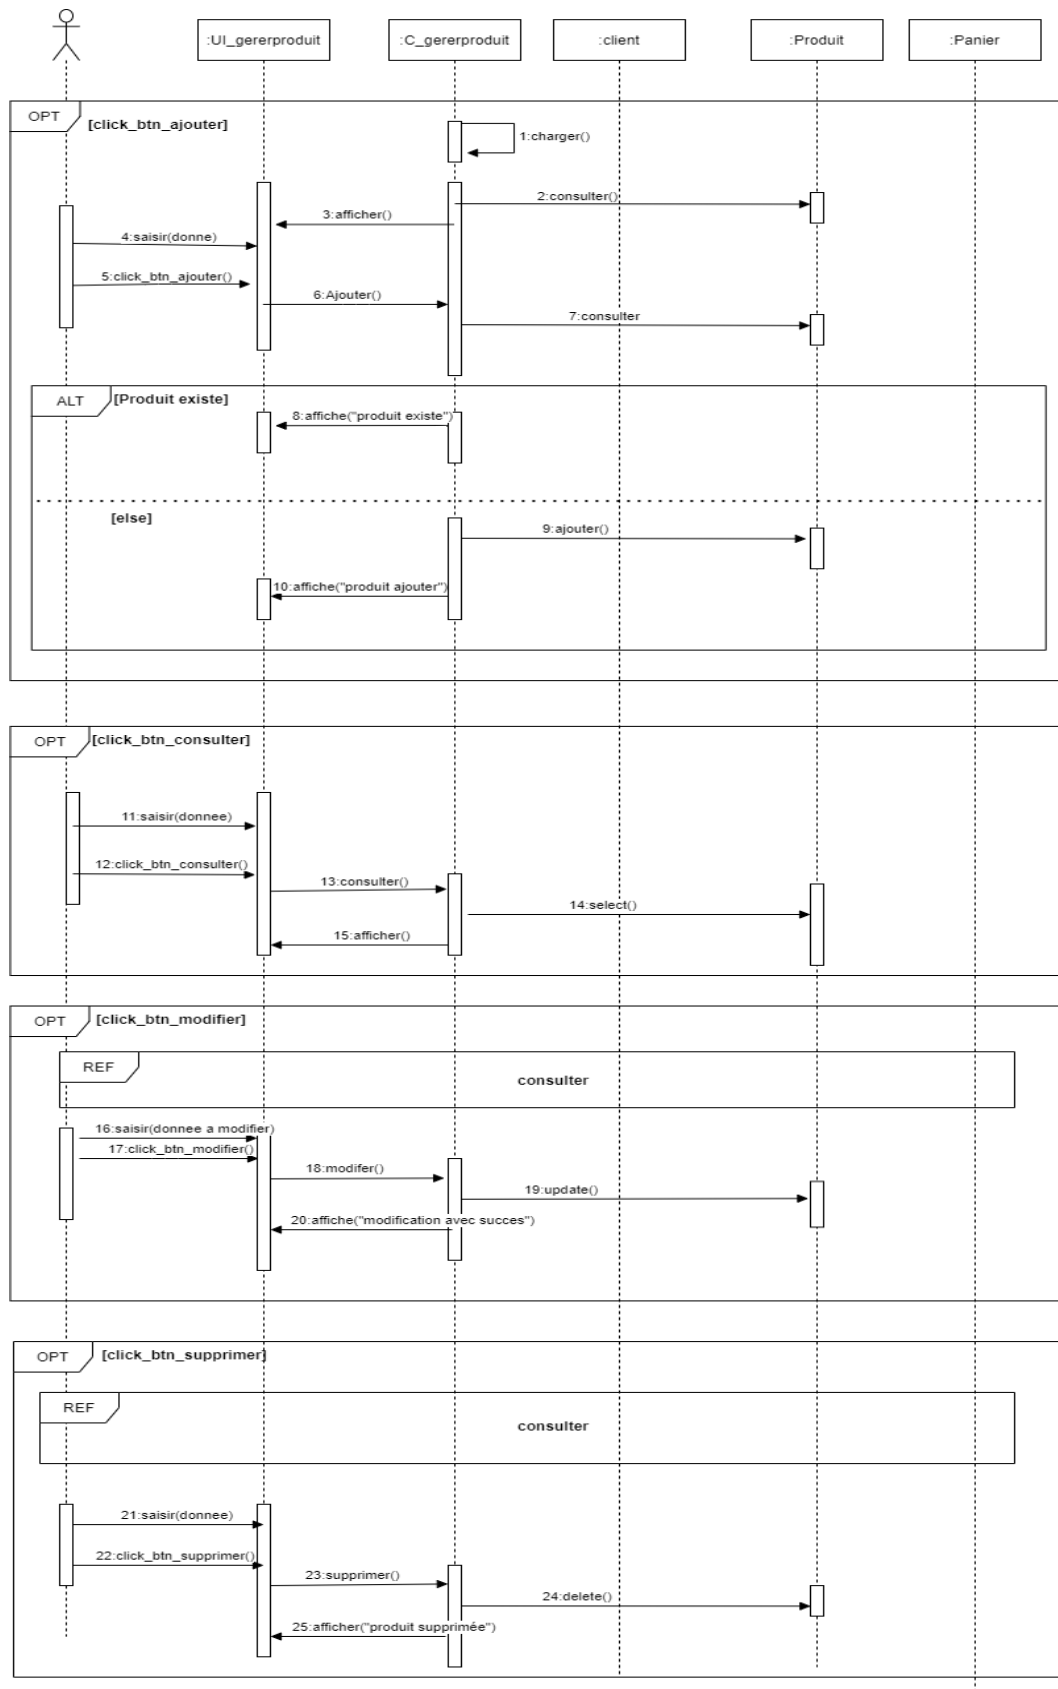 :UI_gererproduit
:C_gererproduit
:client
:Produit
:Panier
OPT
[click_btn_ajouter]
1:charger()
2:consulter()
3:afficher()
4:saisir(donne)
5:click_btn_ajouter()
6:Ajouter()
7:consulter
ALT
[Produit existe]
8:affiche("produit existe")
[else]
9:ajouter()
10:affiche("produit ajouter")
OPT
[click_btn_consulter]
11:saisir(donnee)
12:click_btn_consulter()
13:consulter()
14:select()
15:afficher()
OPT
[click_btn_modifier]
REF
consulter
16:saisir(donnee a modifier)
17:click_btn_modifier()
18:modifer()
19:update()
20:affiche("modification avec succes")
OPT
[click_btn_supprimer]
REF
consulter
21:saisir(donnee)
22:click_btn_supprimer()
23:supprimer()
24:delete()
25:afficher("produit supprimée")